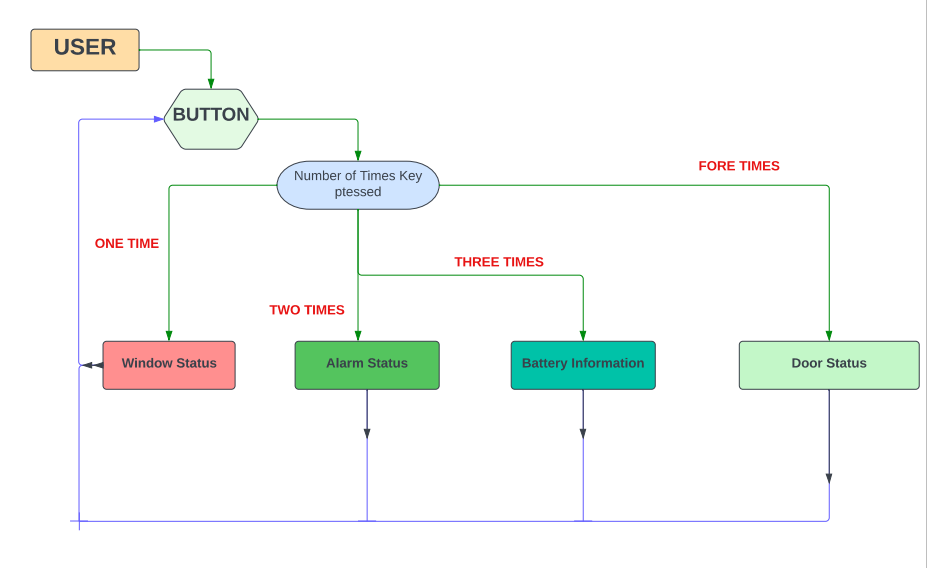 USER
BUTTON
Number of Times Key
ptessed
FORE TIMES
ONE TIME
THREE TIMES
TWO TIMES
Window Status
Alarm Status
Battery Information
Door Status